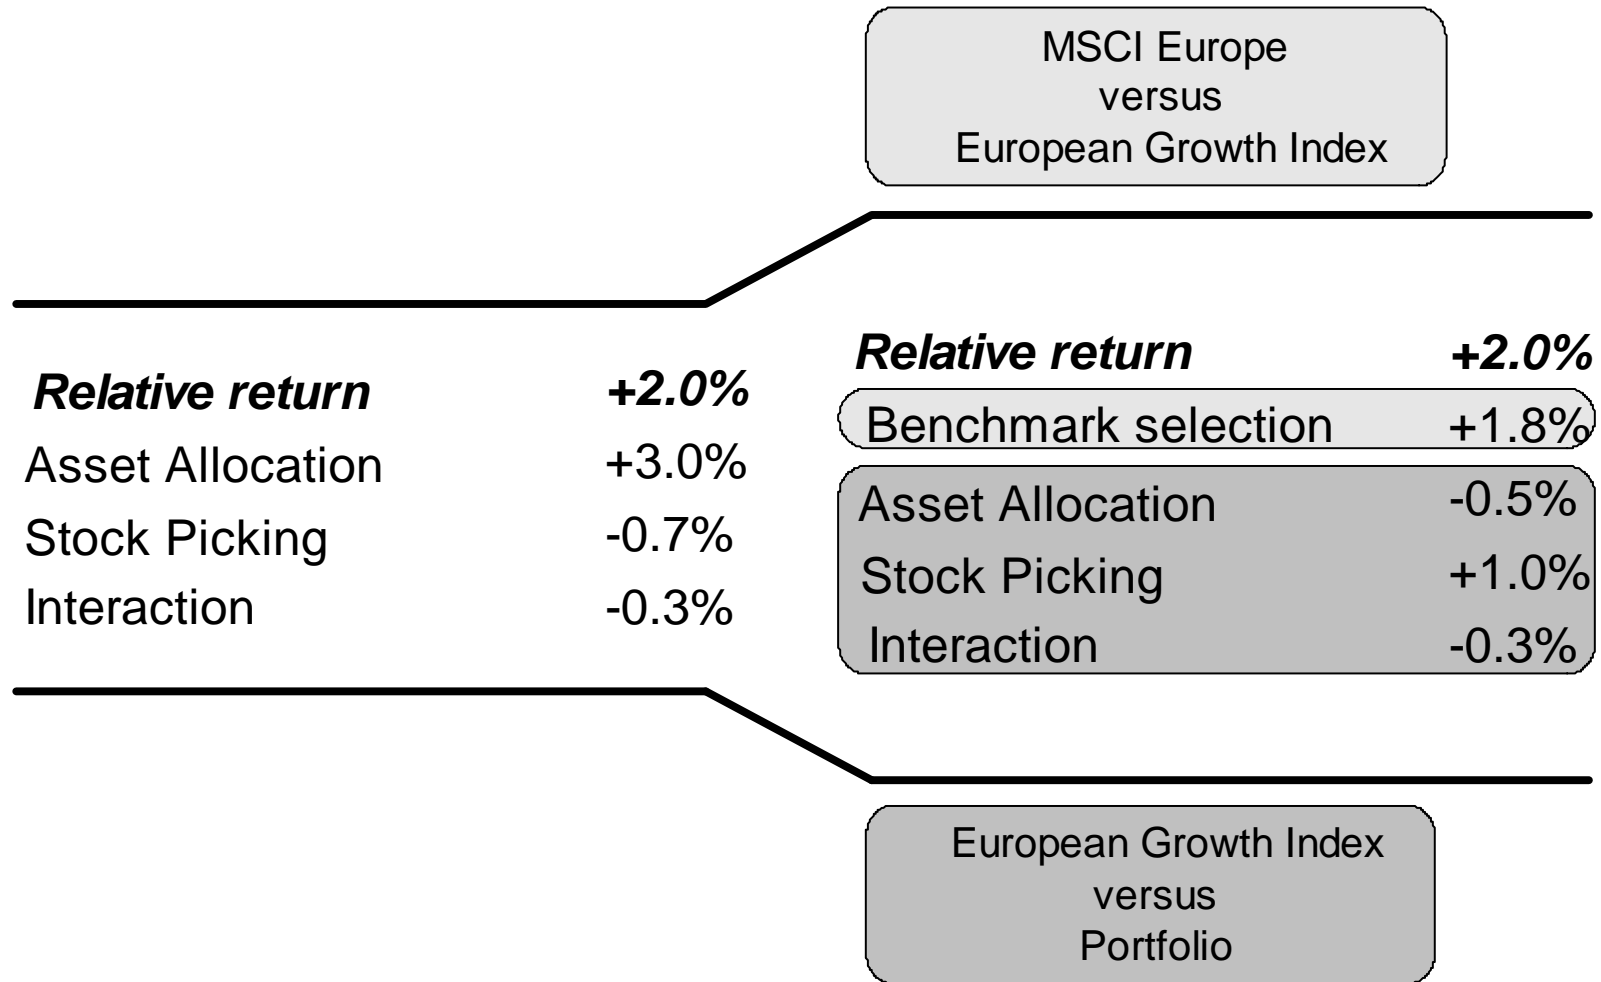 MSCI Europe
versus
European Growth Index
Relative return +2.0%
Asset Allocation +3.0%
Stock Picking -0.7%
Interaction -0.3%
Relative return +2.0%
Benchmark selection +1.8%
Asset Allocation -0.5%
Stock Picking +1.0%
Interaction -0.3%
European Growth Index
versus
Portfolio